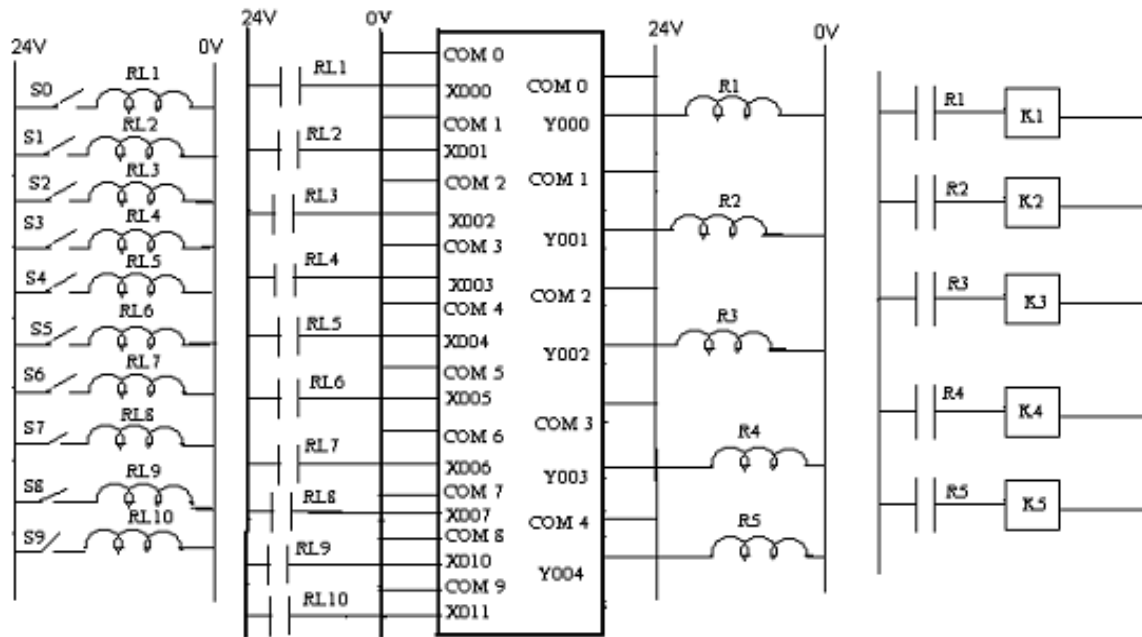 24V
0V
S0
RL1
S1
RL2
S2
RL3
S3
RL4
S4
RL5
S5
RL6
S6
RL7
S7
RL8
S8
RL9
S9
RL10
24V
0V
RL1
RL2
RL3
RL4
RL5
RL6
RL7
RL8
RL9
RL10
COM 0
X000
COM 1
X001
COM 2
X002
COM 3
X003
COM 4
X004
COM 5
X005
COM 6
X006
COM 7
X007
COM 8
X010
COM 9
X011
COM 0
Y000
COM 1
Y001
COM 2
Y002
COM 3
Y003
COM 4
Y004
24V
0V
R1
R2
R3
R4
R5
R1 K1
R2 K2
R3 K3
R4 K4
R5 K5